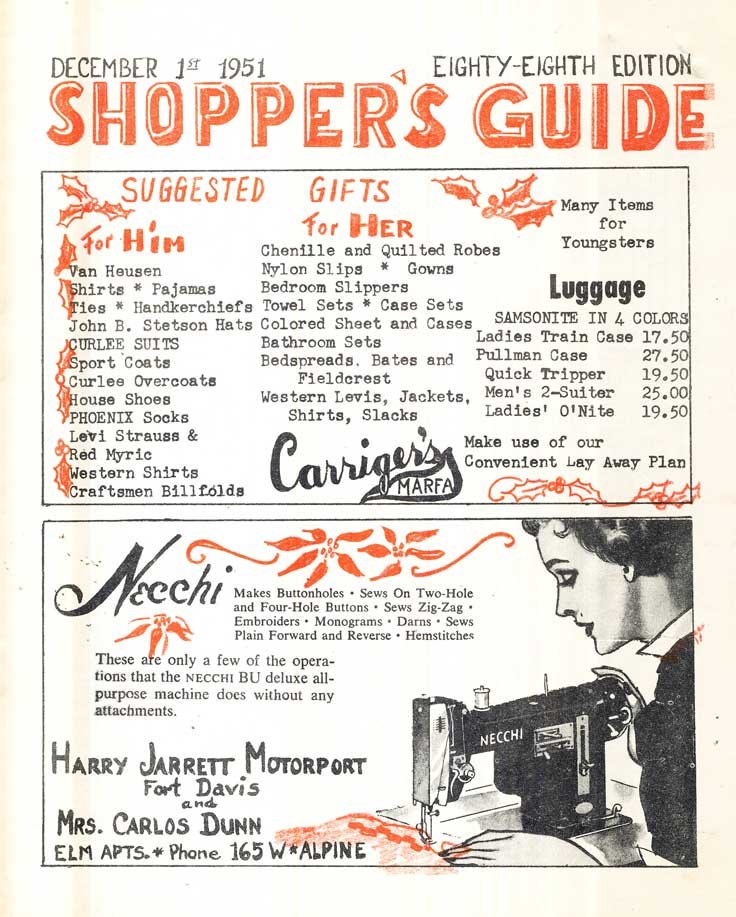 DECEMBER 1ST 1951 EIGHTY-EIGHTH EDITION
SHOPPER'S GUIDE
SUGGESTED GIFTS
For HIM
Van Heusen
Shirts * Pajamas
Ties * Handkerchiefs
John B. Stetson Hats
CURLEE SUITS
Sport Coats
Curlee Overcoats
House Shoes
PHOENIX Socks
Levi Strauss &
Red Myric
Western Shirts
Craftsmen Billfolds
For HER
Chenille and Quilted Robes
Nylon Slips * Gowns
Bedroom Slippers
Towel Sets * Case Sets
Colored Sheet and Cases
Bathroom Sets
Bedspreads. Bates and
Fieldcrest
Western Levis, Jackets,
Shirts, Slacks
Many Items
for
Youngsters
Luggage
SAMSONITE IN 4 COLORS
Ladies Train Case 17.50
Pullman Case 27.50
Quick Tripper 19.50
Men's 2-Suiter 25.00
Ladies' O'Nite 19.50
Carriger's
MARFA
Make use of our
Convenient Lay Away Plan
Necchi
Makes Buttonholes • Sews On Two-Hole
and Four-Hole Buttons • Sews Zig-Zag •
Embroiders • Monograms • Darns • Sews
Plain Forward and Reverse • Hemstitches
These are only a few of the opera-
tions that the NECCHI BU deluxe all-
purpose machine does without any
attachments.
NECCHI
HARRY JARRETT MOTORPORT
Fort Davis
and
MRS. CARLOS DUNN
ELM APTS. * Phone 165 W * ALPINE